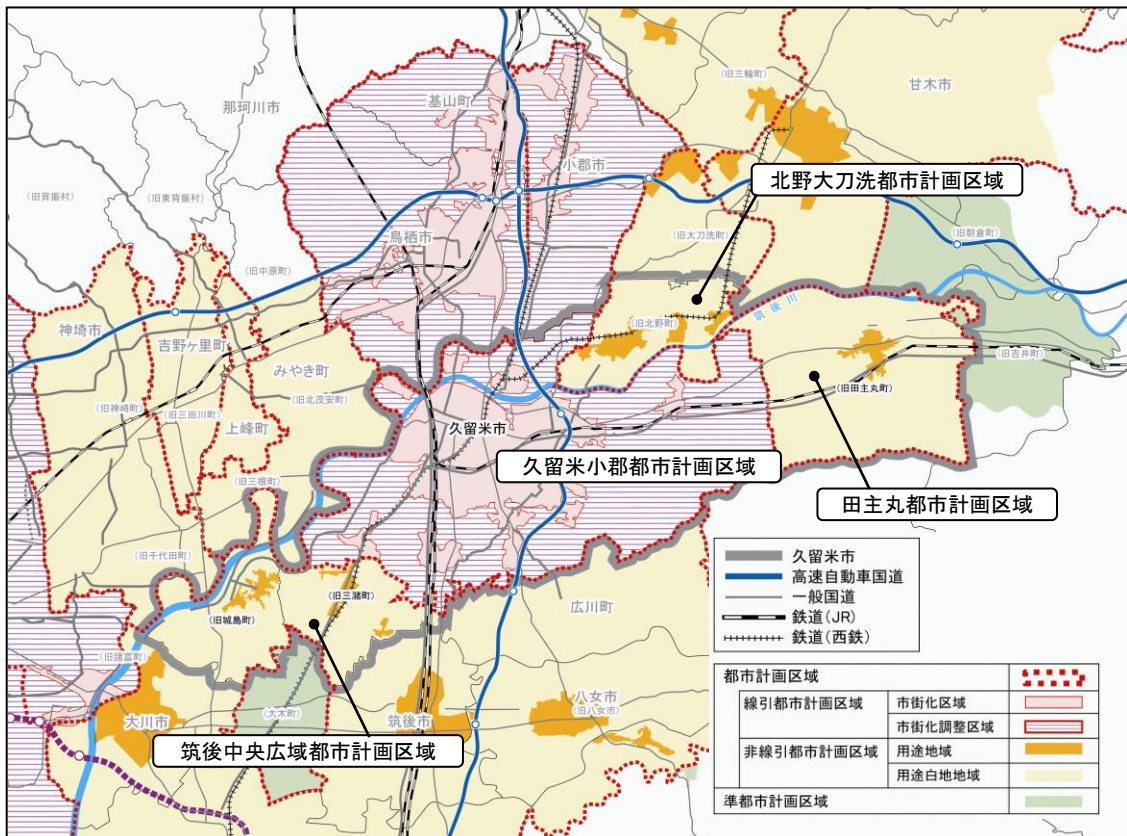 那珂川市
基山町
(旧三輪町)
甘木市
小郡市
(旧背振村)
(旧東背振村)
北野大刀洗都市計画区域
鳥栖市
(旧大刀洗町)
(旧朝倉町)
(旧中原町)
神埼市
吉野ヶ里町
筑後川
(旧北野町)
みやき町
(旧吉井町)
(旧田主丸町)
(旧神崎町)
(旧三田川町)
(旧北茂安町)
上峰町
久留米市
久留米小郡都市計画区域
田主丸都市計画区域
(旧三根町)
(旧千代田町)
(旧城島町)
(旧三潴町)
広川町
(旧諸富町)
大川市
(大木町)
筑後市
八女市
(旧八女市)
筑後中央広域都市計画区域
久留米市
高速自動車国道
一般国道
鉄道(JR)
鉄道(西鉄)
都市計画区域
線引都市計画区域
市街化区域
市街化調整区域
非線引都市計画区域
用途地域
用途白地地域
準都市計画区域